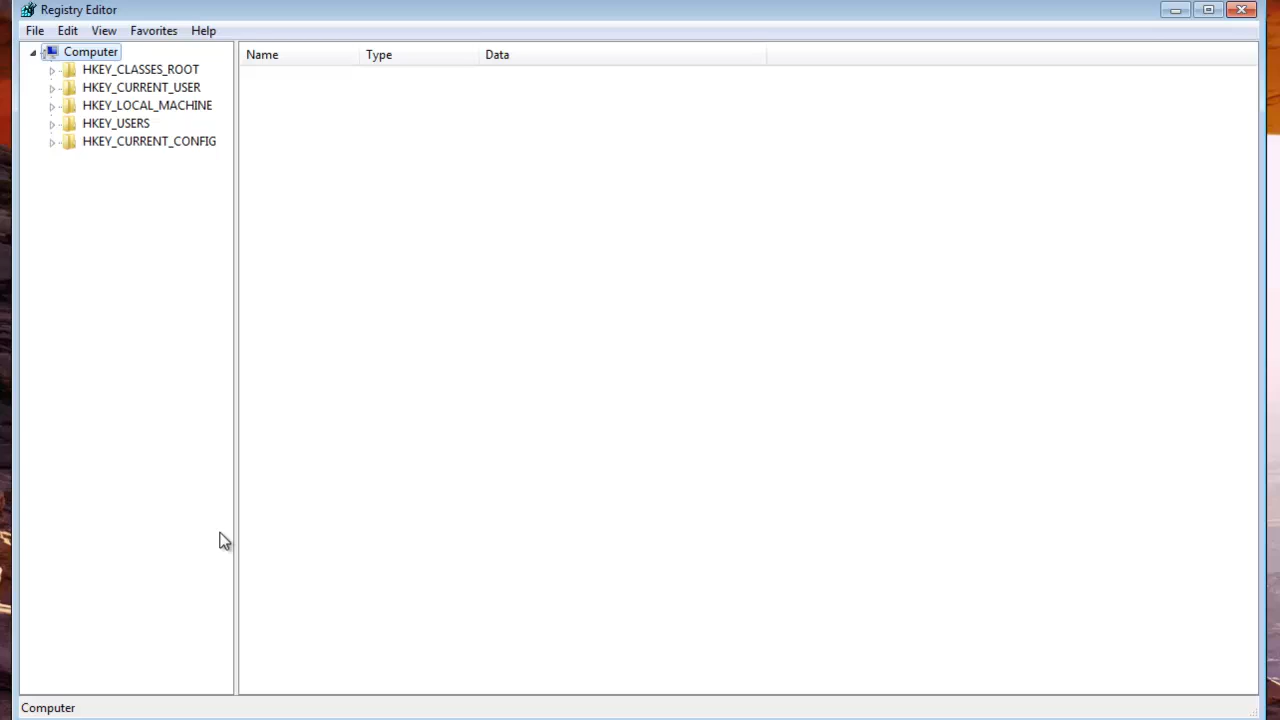 Registry Editor
File Edit View Favorites Help
Computer
HKEY_CLASSES_ROOT
HKEY_CURRENT_USER
HKEY_LOCAL_MACHINE
HKEY_USERS
HKEY_CURRENT_CONFIG
Name Type Data
Computer